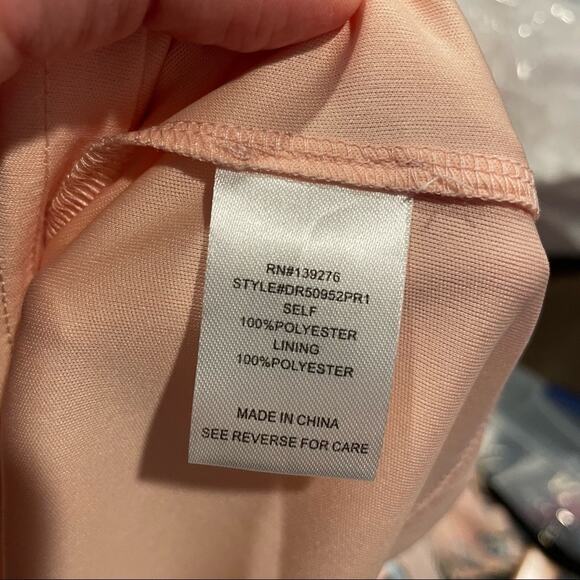 RN#139276
STYLE#DR50952PR1
SELF
100%POLYESTER
LINING
100%POLYESTER
MADE IN CHINA
SEE REVERSE FOR CARE